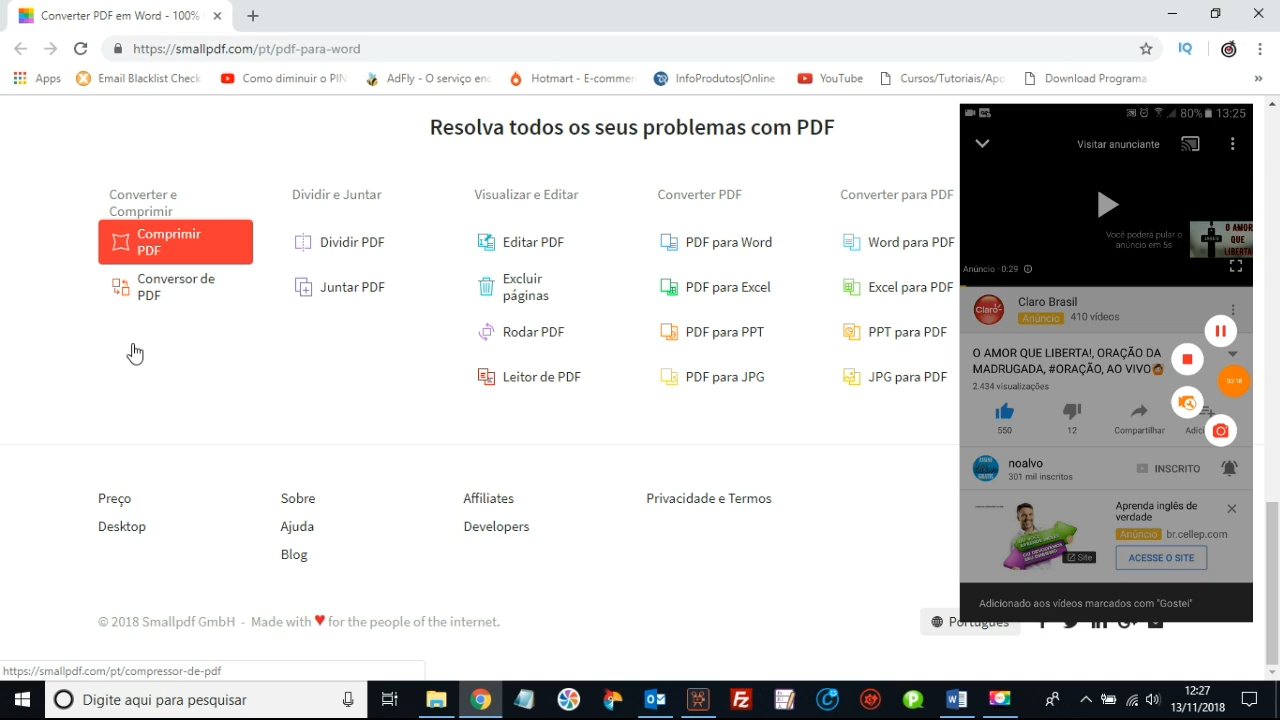 Converter PDF em Word - 100%
https://smallpdf.com/pt/pdf-para-word
Apps
Email Blacklist Check
Como diminuir o PIN
AdFly - O serviço enc
Hotmart - E-commer
InfoProdutos|Online -
YouTube
Cursos/Tutoriais/Apo
Download Programa
Resolva todos os seus problemas com PDF
Converter e
Comprimir
Comprimir
PDF
Conversor de
PDF
Dividir e Juntar
Dividir PDF
Juntar PDF
Visualizar e Editar
Editar PDF
Excluir
páginas
Rodar PDF
Leitor de PDF
Converter PDF
PDF para Word
PDF para Excel
PDF para PPT
PDF para JPG
Converter para PDF
Word para PDF
Excel para PDF
PPT para PDF
JPG para PDF
Preço
Desktop
Sobre
Ajuda
Blog
Affiliates
Developers
Privacidade e Termos
© 2018 Smallpdf GmbH - Made with ♥ for the people of the internet.
Português
https://smallpdf.com/pt/compressor-de-pdf
80% 13:25
Visitar anunciante
Você poderá pular o
anúncio em 5s
O AMOR
QUE
LIBERTA
Anúncio · 0:29
Claro
Claro Brasil
Anúncio 410 vídeos
O AMOR QUE LIBERTA!, ORAÇÃO DA
MADRUGADA, #ORAÇÃO, AO VIVO
2.434 visualizações
00:18
550
12
Compartilhar
noalvo
301 mil inscritos
INSCRITO
Aprenda inglês de
verdade
Anúncio br.cellep.com
Site
ACESSE O SITE
Adicionado aos vídeos marcados com "Gostei"
Digite aqui para pesquisar
12:27
13/11/2018